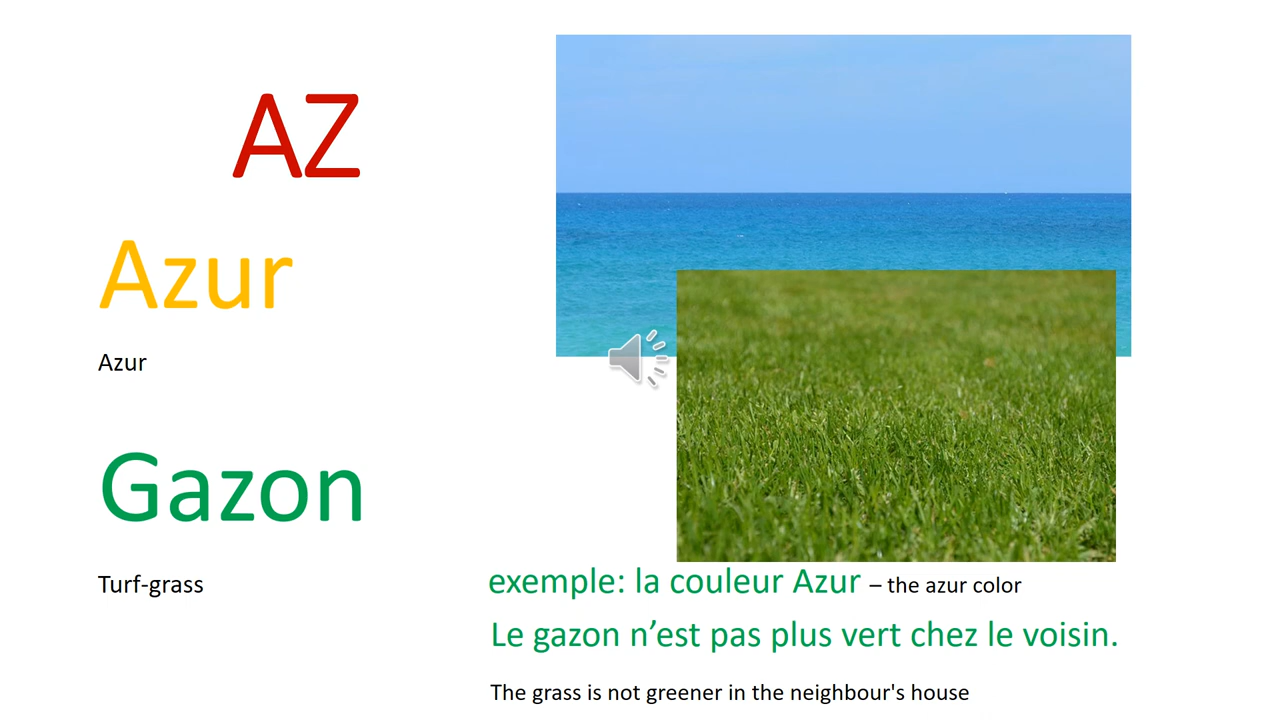 AZ
Azur
Azur
Gazon
Turf-grass
exemple: la couleur Azur – the azur color
Le gazon n’est pas plus vert chez le voisin.
The grass is not greener in the neighbour's house